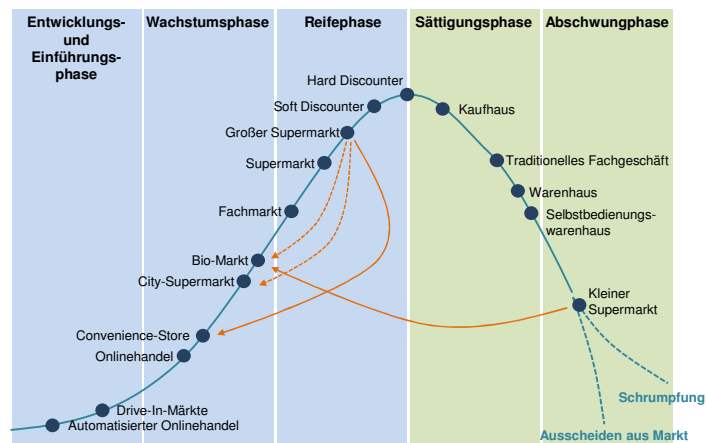 Entwicklungs-
und
Einführungs-
phase
Wachstumsphase
Reifephase
Sättigungsphase
Abschwungphase
Hard Discounter
Soft Discounter
Kaufhaus
Großer Supermarkt
Supermarkt
Traditionelles Fachgeschäft
Warenhaus
Fachmarkt
Selbstbedienungs-
warenhaus
Bio-Markt
City-Supermarkt
Kleiner
Supermarkt
Convenience-Store
Onlinehandel
Schrumpfung
Drive-In-Märkte
Automatisierter Onlinehandel
Ausscheiden aus Markt